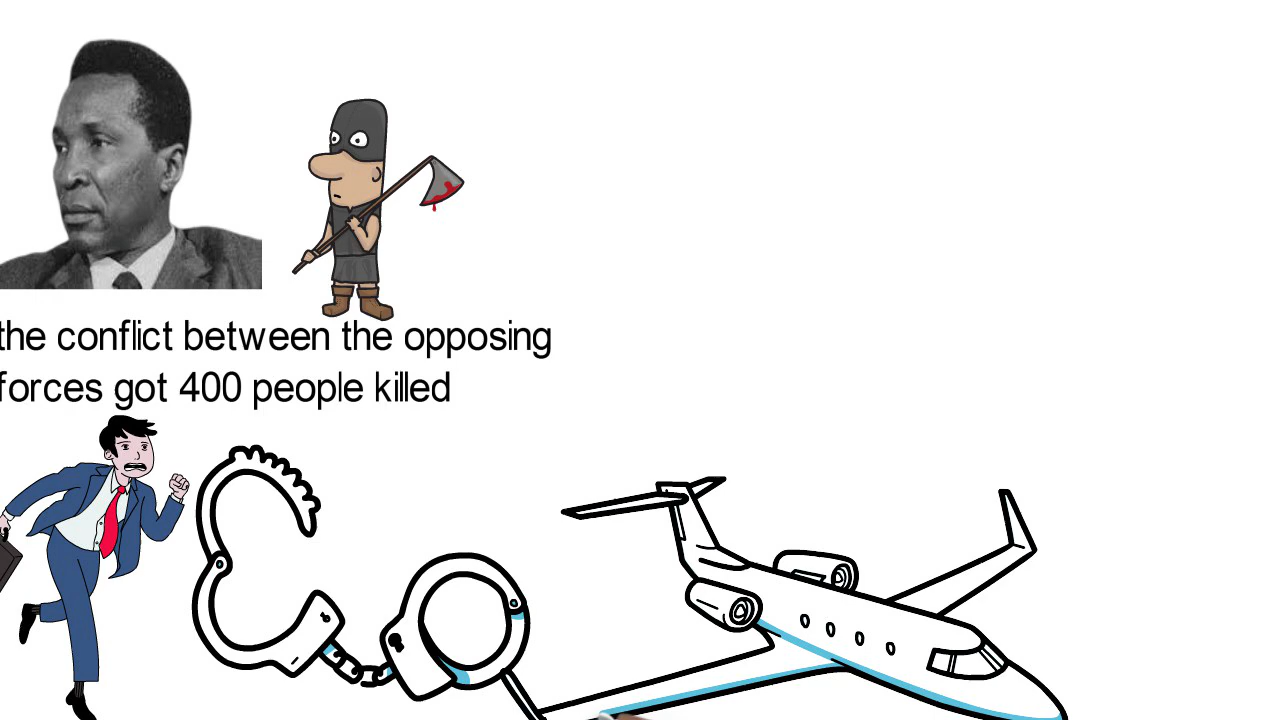 the conflict between the opposing
forces got 400 people killed